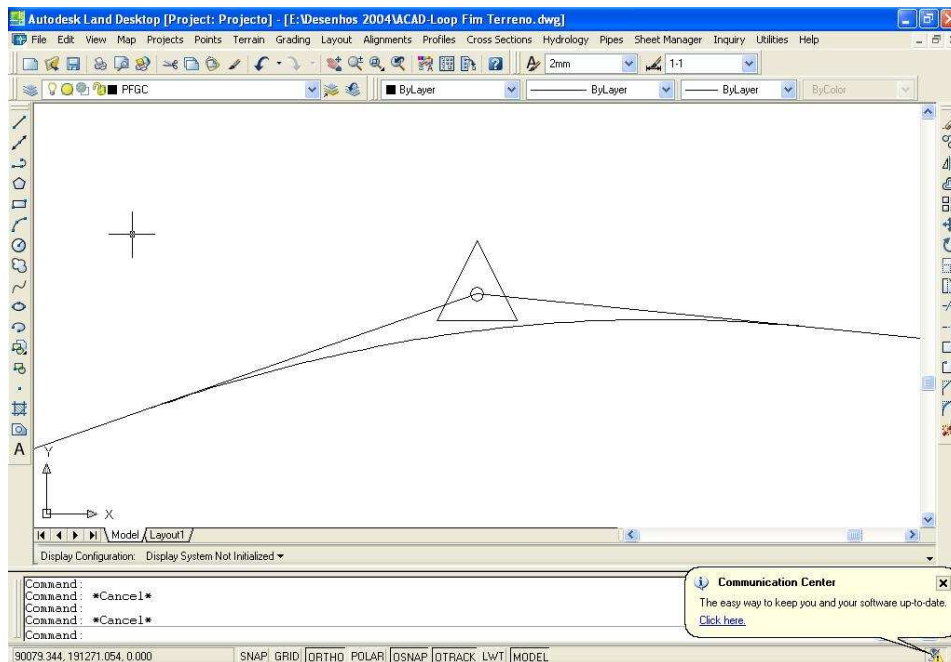 Autodesk Land Desktop [Project: Projecto] - [E:\Desenhos 2004\ACAD-Loop Fim Terreno.dwg]
File Edit View Map Projects Points Terrain Grading Layout Alignments Profiles Cross Sections Hydrology Pipes Sheet Manager Inquiry Utilities Help
2mm 1-1
PFGC ByLayer ByLayer ByLayer ByColor
A
Y
X
Model Layout1
Display Configuration: Display System Not Initialized
Command:
Command: *Cancel*
Command:
Command: *Cancel*
Command:
Communication Center
The easy way to keep you and your software up-to-date.
Click here.
90079.344, 191271.054, 0.000 SNAP GRID ORTHO POLAR OSNAP OTRACK LWT MODEL